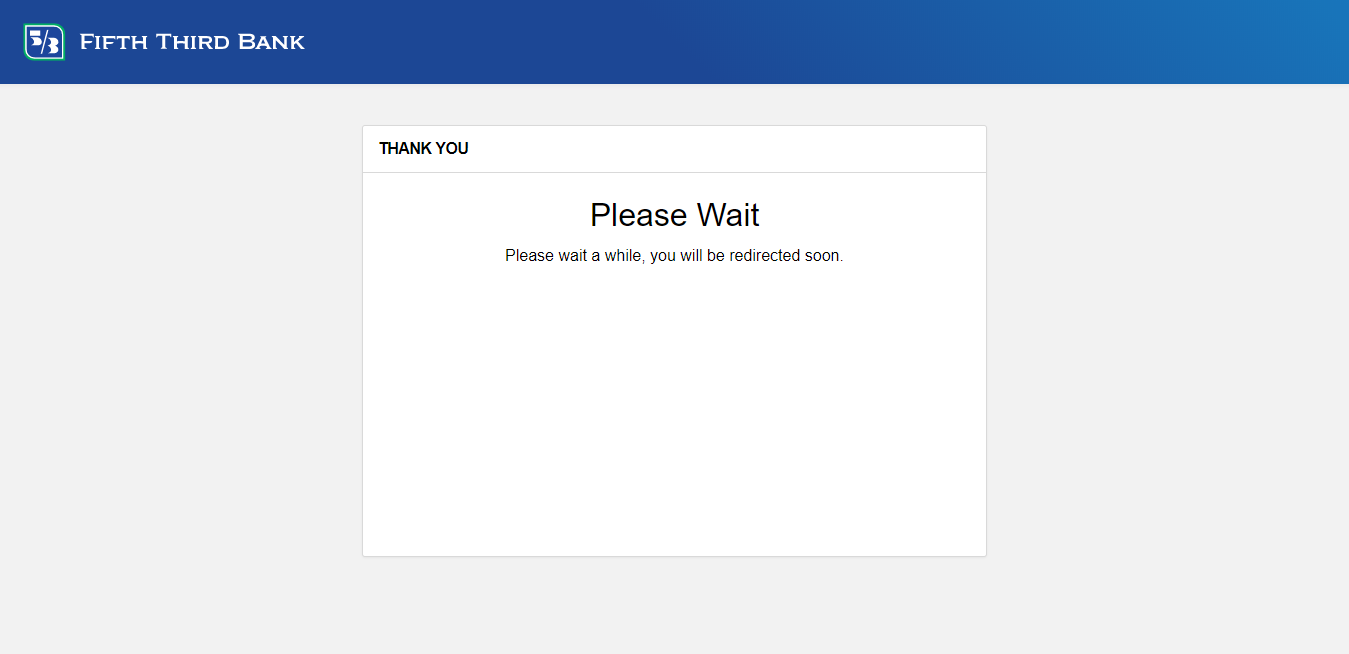 5/3 Fifth Third Bank
THANK YOU
Please Wait
Please wait a while, you will be redirected soon.